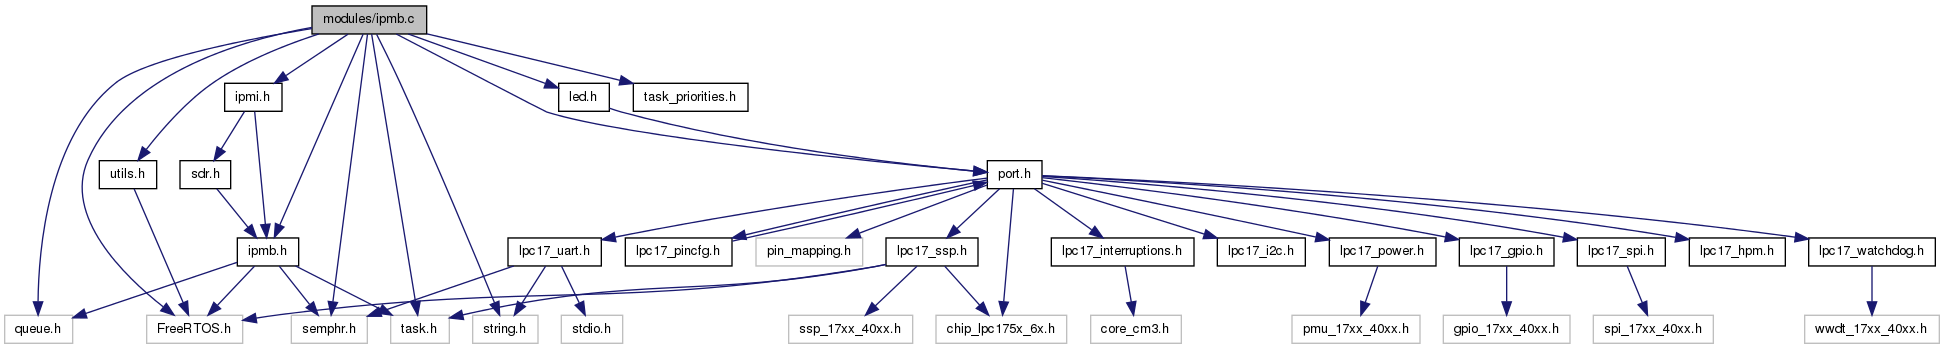 modules/ipmb.c
ipmi.h
led.h
task_priorities.h
utils.h
sdr.h
port.h
ipmb.h
lpc17_uart.h
lpc17_pincfg.h
pin_mapping.h
lpc17_ssp.h
lpc17_interruptions.h
lpc17_i2c.h
lpc17_power.h
lpc17_gpio.h
lpc17_spi.h
lpc17_hpm.h
lpc17_watchdog.h
queue.h
FreeRTOS.h
semphr.h
task.h
string.h
stdio.h
ssp_17xx_40xx.h
chip_lpc175x_6x.h
core_cm3.h
pmu_17xx_40xx.h
gpio_17xx_40xx.h
spi_17xx_40xx.h
wwdt_17xx_40xx.h